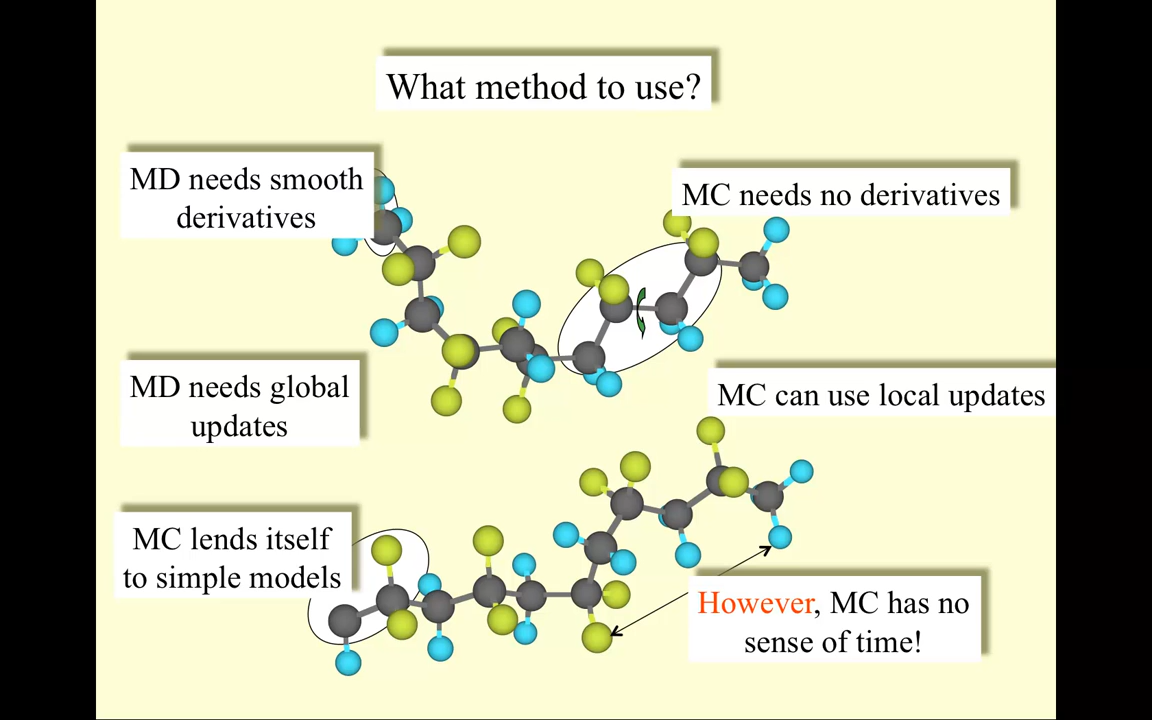 What method to use?
MD needs smooth
derivatives
MC needs no derivatives
MD needs global
updates
MC can use local updates
MC lends itself
to simple models
However, MC has no
sense of time!